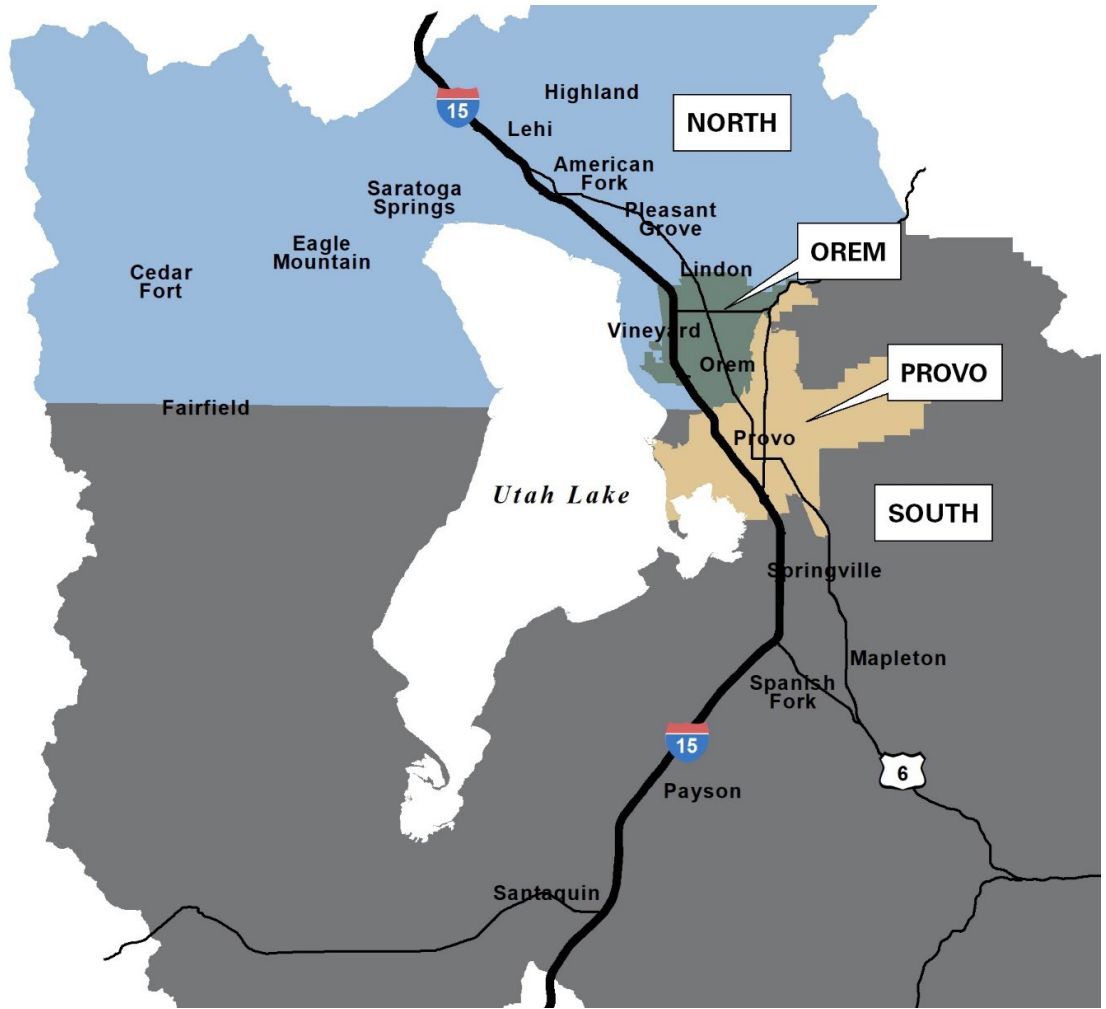 Highland
15
NORTH
Lehi
American
Fork
Saratoga
Springs
Pleasant
Grove
Eagle
Mountain
OREM
Cedar
Fort
Lindon
Vineyard
Orem
PROVO
Fairfield
Provo
Utah Lake
SOUTH
Springville
Mapleton
Spanish
Fork
15
6
Payson
Santaquin